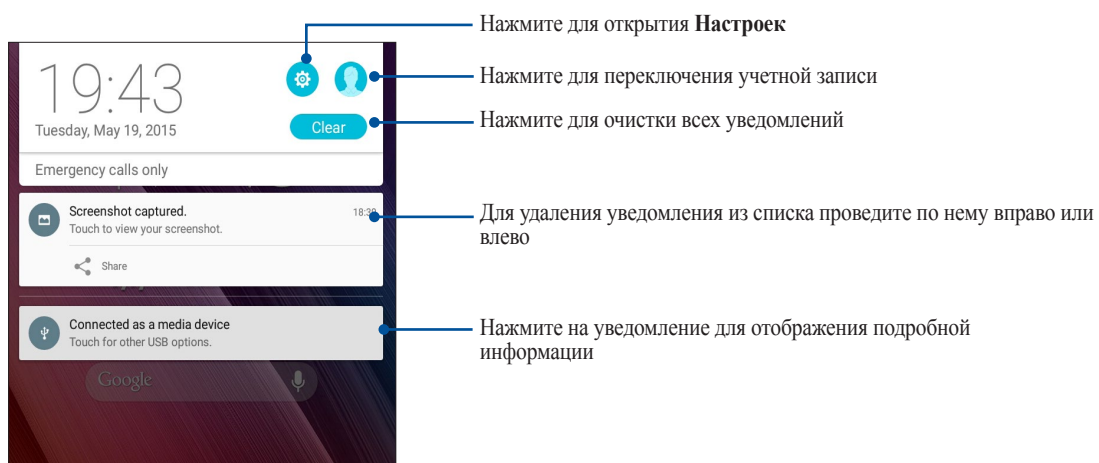 Нажмите для открытия Настроек
19:43
Нажмите для переключения учетной записи
Tuesday, May 19, 2015
Clear
Нажмите для очистки всех уведомлений
Emergency calls only
Screenshot captured.
Touch to view your screenshot.
Share
Для удаления уведомления из списка проведите по нему вправо или
влево
Connected as a media device
Touch for other USB options.
Нажмите на уведомление для отображения подробной
информации
Google